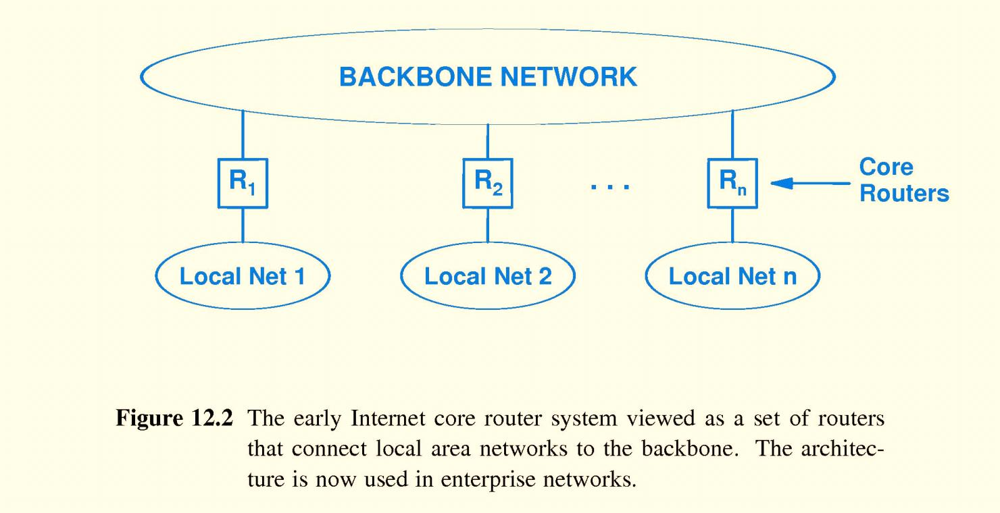 BACKBONE NETWORK
R1
R2
. . .
Rn
Core
Routers
Local Net 1
Local Net 2
Local Net n
Figure 12.2 The early Internet core router system viewed as a set of routers
that connect local area networks to the backbone. The architec-
ture is now used in enterprise networks.